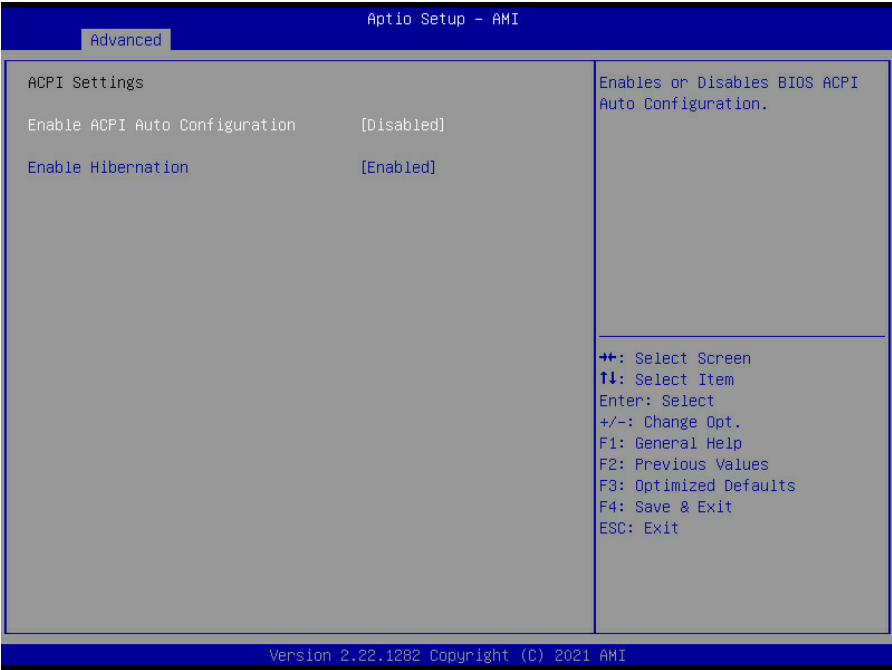 Aptio Setup – AMI
Advanced
ACPI Settings
Enable ACPI Auto Configuration [Disabled]
Enable Hibernation [Enabled]
Enables or Disables BIOS ACPI
Auto Configuration.
→←: Select Screen
↑↓: Select Item
Enter: Select
+/-: Change Opt.
F1: General Help
F2: Previous Values
F3: Optimized Defaults
F4: Save & Exit
ESC: Exit
Version 2.22.1282 Copyright (C) 2021 AMI